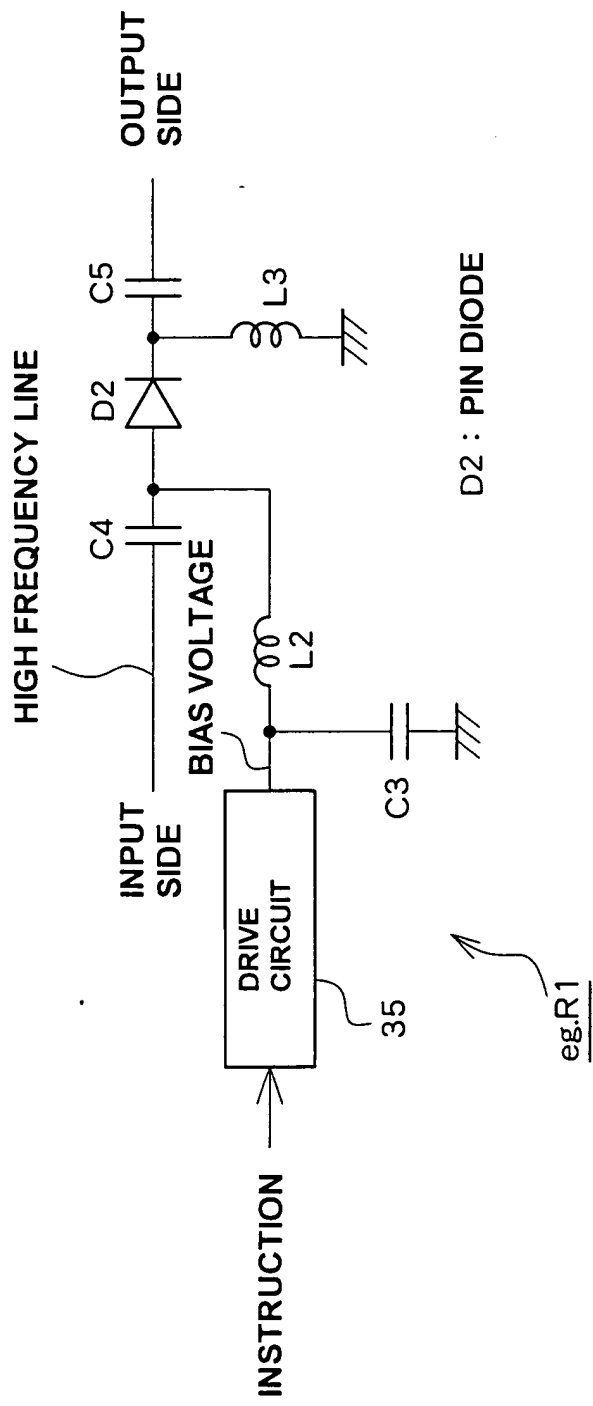 HIGH FREQUENCY LINE
INPUT
SIDE
C4
D2
C5
OUTPUT
SIDE
BIAS VOLTAGE
L2
L3
INSTRUCTION
DRIVE
CIRCUIT
35
C3
D2 : PIN DIODE
eg.R1